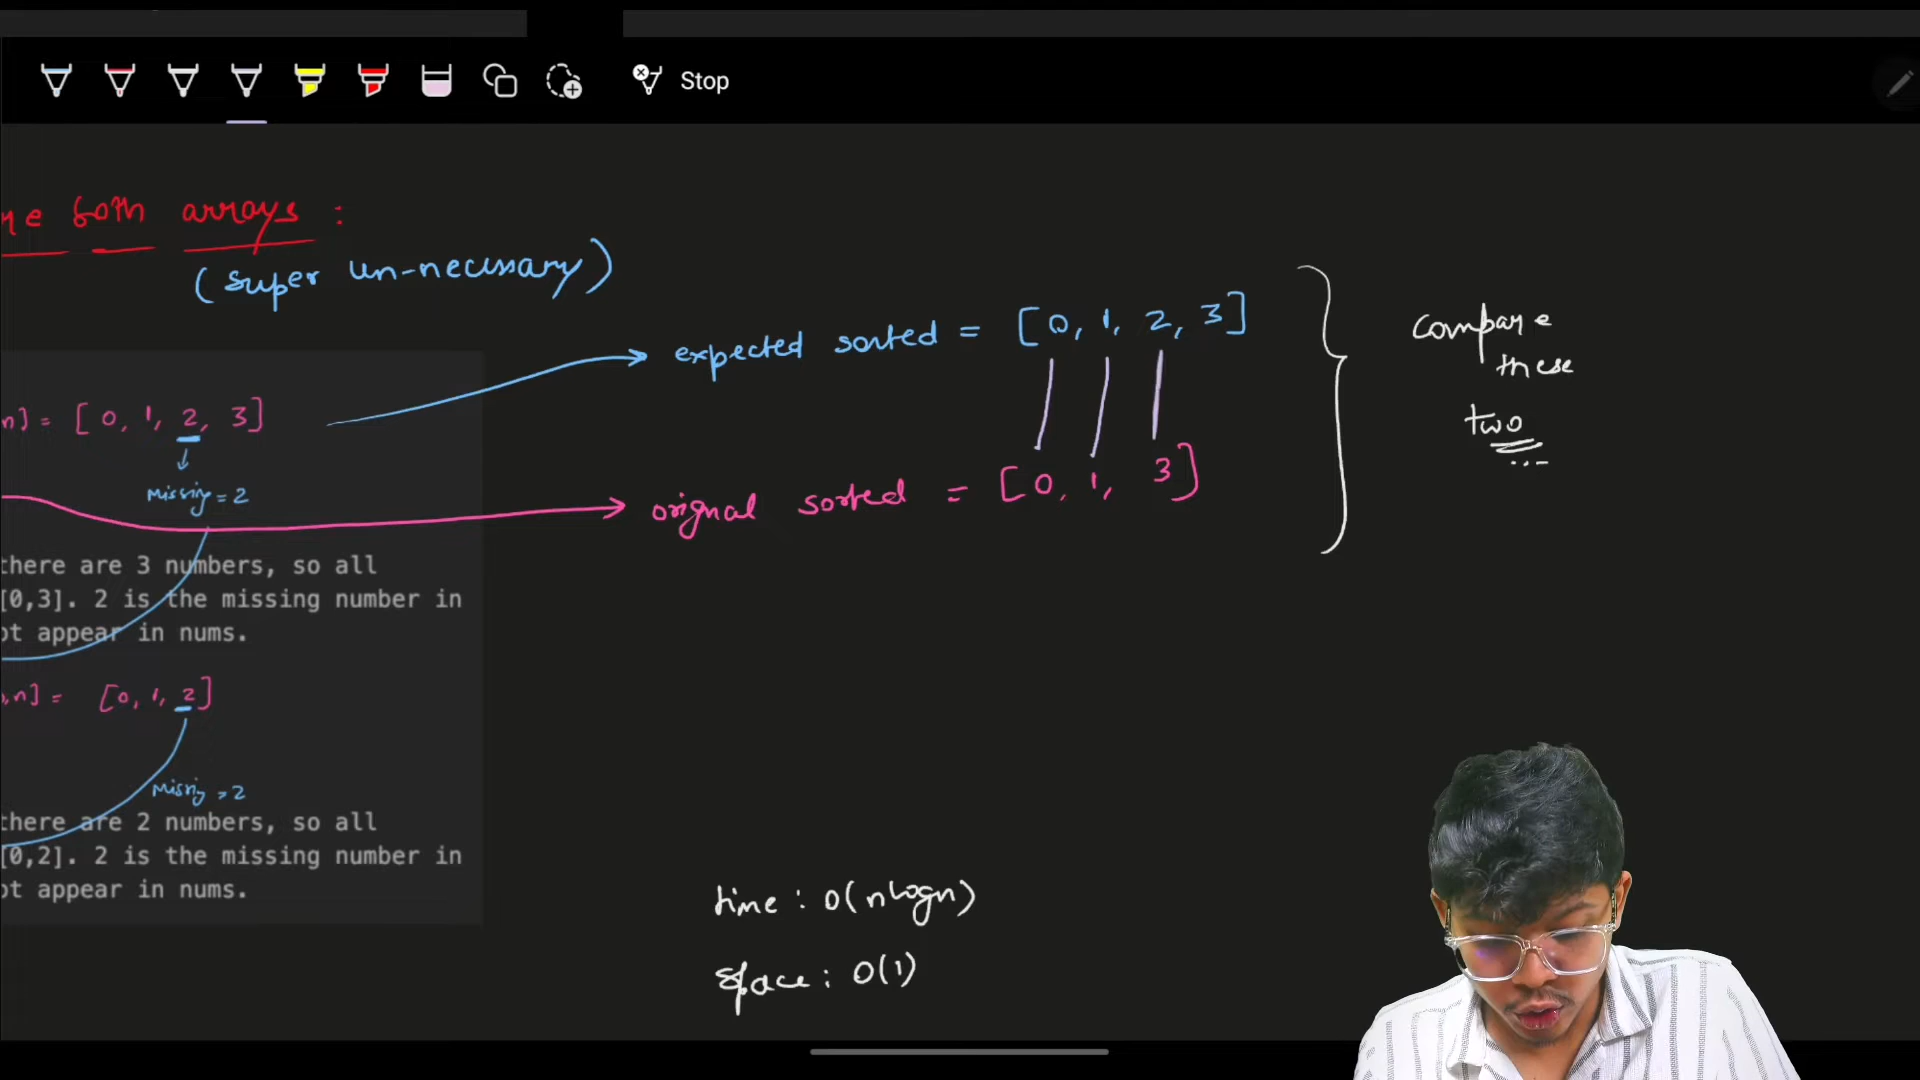 Stop
both arrays :
(super un-necessary)
expected sorted = [0, 1, 2, 3]
compare
these
two
...
n] = [0, 1, 2, 3]
Missing = 2
orignal sorted = [0, 1, 3]
there are 3 numbers, so all
[0,3]. 2 is the missing number in
ot appear in nums.
,n] = [0, 1, 2]
Missing = 2
there are 2 numbers, so all
[0,2]. 2 is the missing number in
ot appear in nums.
time : O(nlogn)
space : O(1)